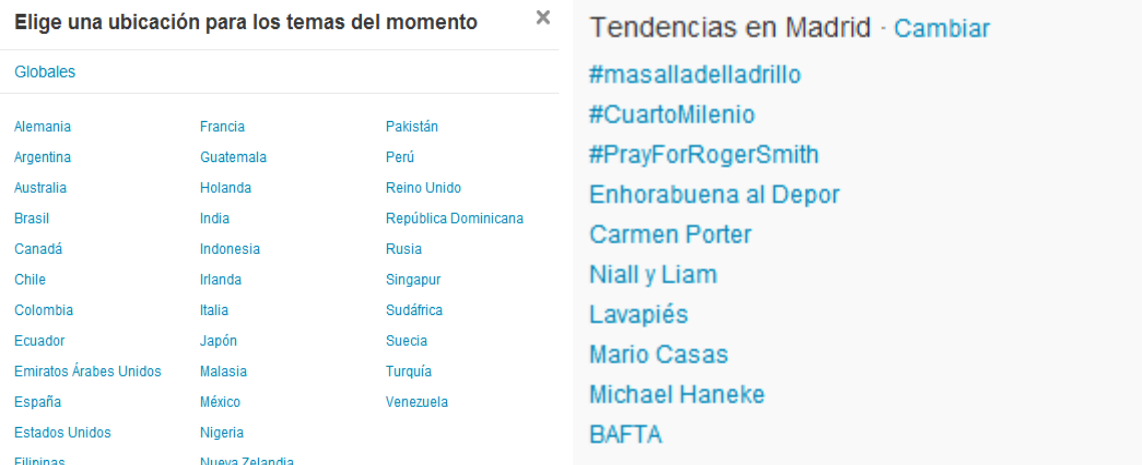 Elige una ubicación para los temas del momento ×
Globales
Alemania
Argentina
Australia
Brasil
Canadá
Chile
Colombia
Ecuador
Emiratos Árabes Unidos
España
Estados Unidos
Filipinas
Francia
Guatemala
Holanda
India
Indonesia
Irlanda
Italia
Japón
Malasia
México
Nigeria
Nueva Zelandia
Pakistán
Perú
Reino Unido
República Dominicana
Rusia
Singapur
Sudáfrica
Suecia
Turquía
Venezuela
Tendencias en Madrid · Cambiar
#masalladelladrillo
#CuartoMilenio
#PrayForRogerSmith
Enhorabuena al Depor
Carmen Porter
Niall y Liam
Lavapiés
Mario Casas
Michael Haneke
BAFTA